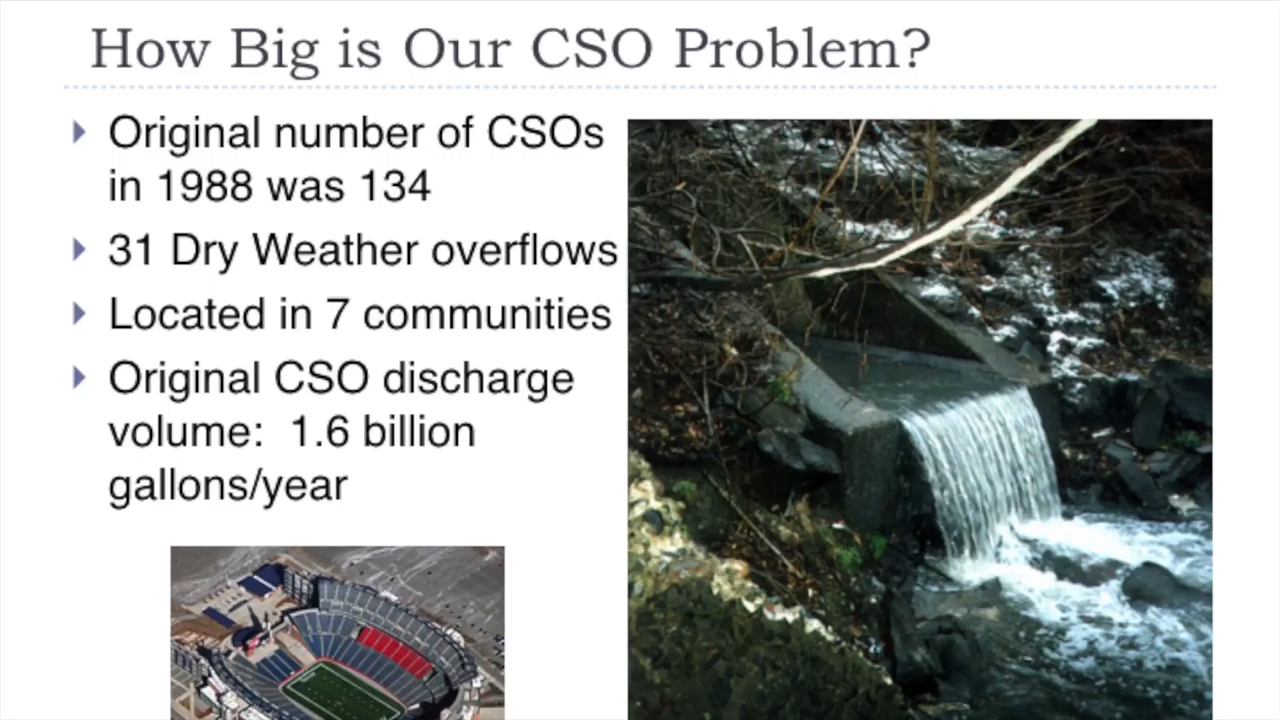 How Big is Our CSO Problem?
Original number of CSOs
in 1988 was 134
31 Dry Weather overflows
Located in 7 communities
Original CSO discharge
volume:  1.6 billion
gallons/year